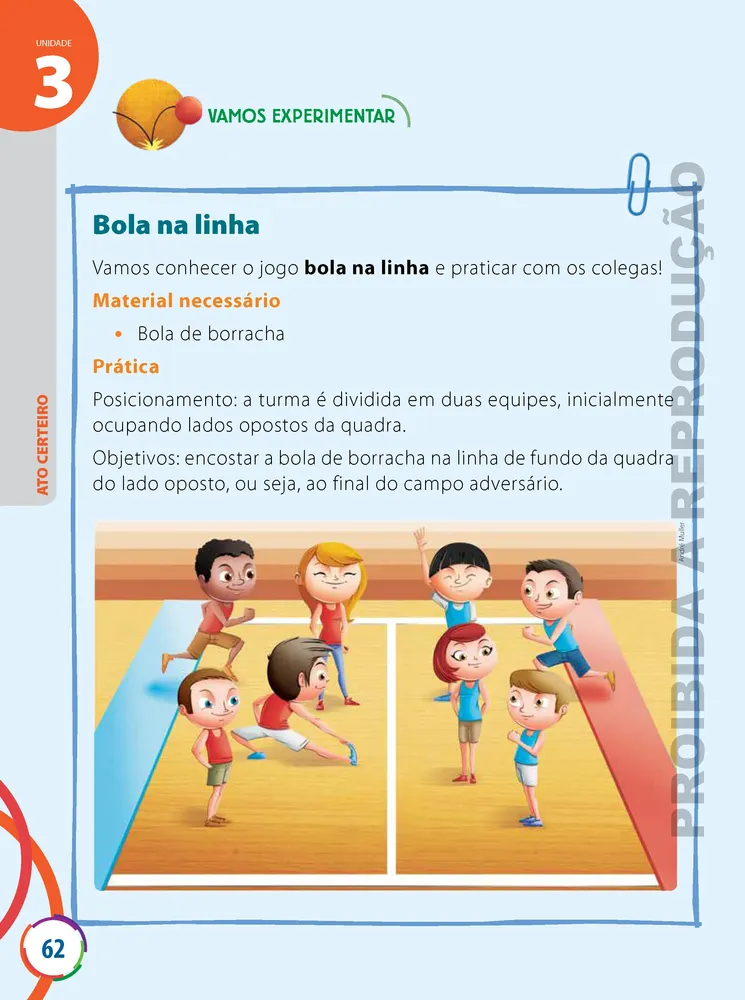 UNIDADE
3
VAMOS EXPERIMENTAR
Bola na linha
Vamos conhecer o jogo bola na linha e praticar com os colegas!
Material necessário
• Bola de borracha
Prática
Posicionamento: a turma é dividida em duas equipes, inicialmente
ocupando lados opostos da quadra.
Objetivos: encostar a bola de borracha na linha de fundo da quadra
do lado oposto, ou seja, ao final do campo adversário.
ATO CERTEIRO
André Muller
PROIBIDA A REPRODUÇÃO
62